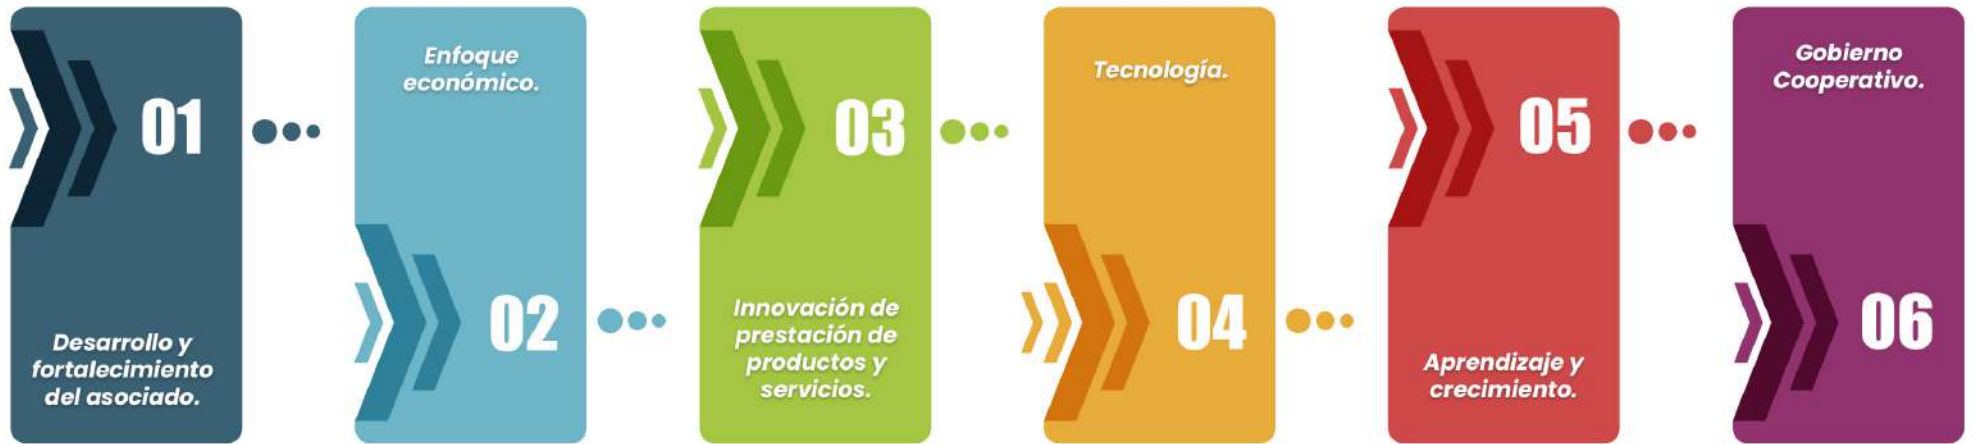 01
Desarrollo y
fortalecimiento
del asociado.
Enfoque
económico.
02
03
Innovación de
prestación de
productos y
servicios.
Tecnología.
04
05
Aprendizaje y
crecimiento.
Gobierno
Cooperativo.
06